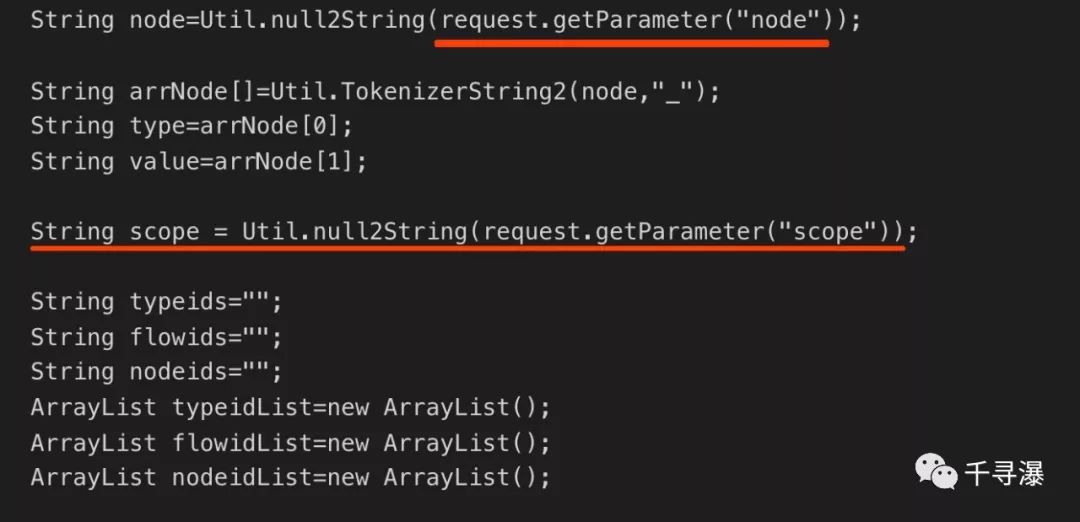 String node=Util.null2String(request.getParameter("node"));
String arrNode[]=Util.TokenizerString2(node,"_");
String type=arrNode[0];
String value=arrNode[1];
String scope = Util.null2String(request.getParameter("scope"));
String typeids="";
String flowids="";
String nodeids="";
ArrayList typeidList=new ArrayList();
ArrayList flowidList=new ArrayList();
ArrayList nodeidList=new ArrayList();
千寻瀑